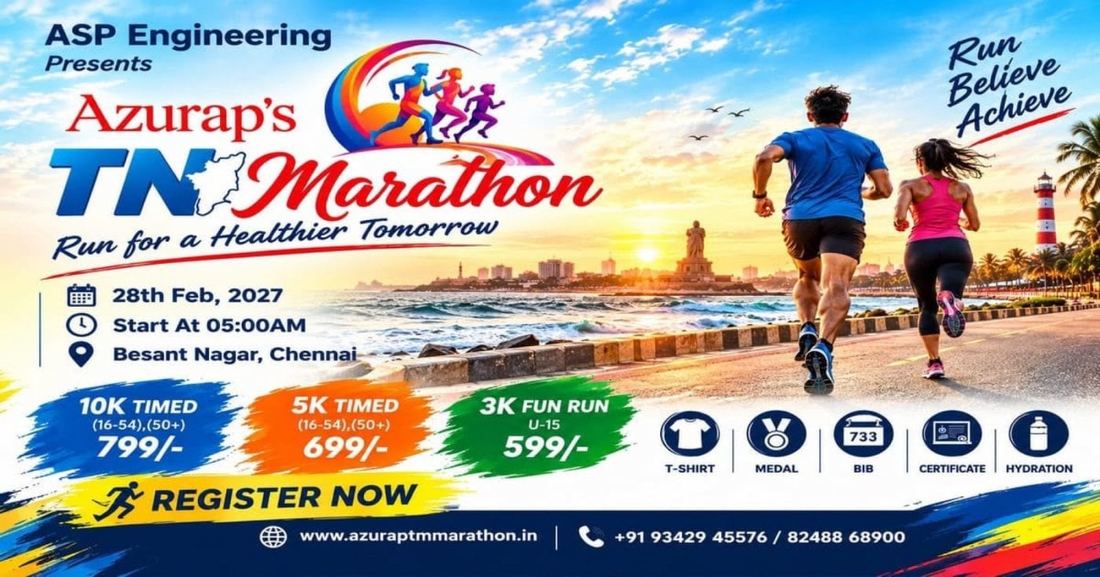 ASP Engineering
Presents
Azurap's
TN Marathon
Run for a Healthier Tomorrow
Run
Believe
Achieve
28th Feb, 2027
Start At 05:00AM
Besant Nagar, Chennai
10K TIMED
(16-54),(50+)
799/-
5K TIMED
(16-54),(50+)
699/-
3K FUN RUN
U-15
599/-
T-SHIRT
MEDAL
733
BIB
CERTIFICATE
HYDRATION
REGISTER NOW
www.azuraptmmarathon.in
+91 93429 45576 / 82488 68900